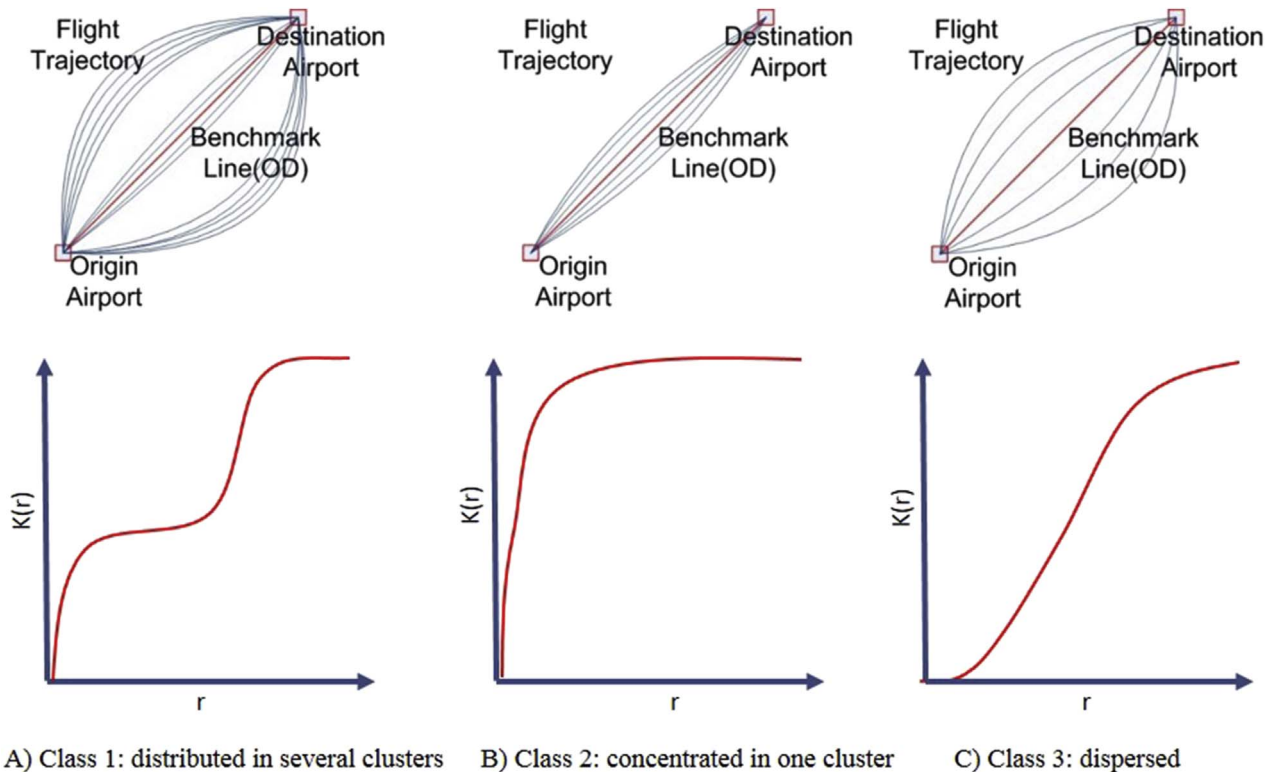 Flight
Trajectory
Destination
Airport
Benchmark
Line(OD)
Origin
Airport
Flight
Trajectory
Destination
Airport
Benchmark
Line(OD)
Origin
Airport
Flight
Trajectory
Destination
Airport
Benchmark
Line(OD)
Origin
Airport
K(r)
r
K(r)
r
K(r)
r
A) Class 1: distributed in several clusters
B) Class 2: concentrated in one cluster
C) Class 3: dispersed